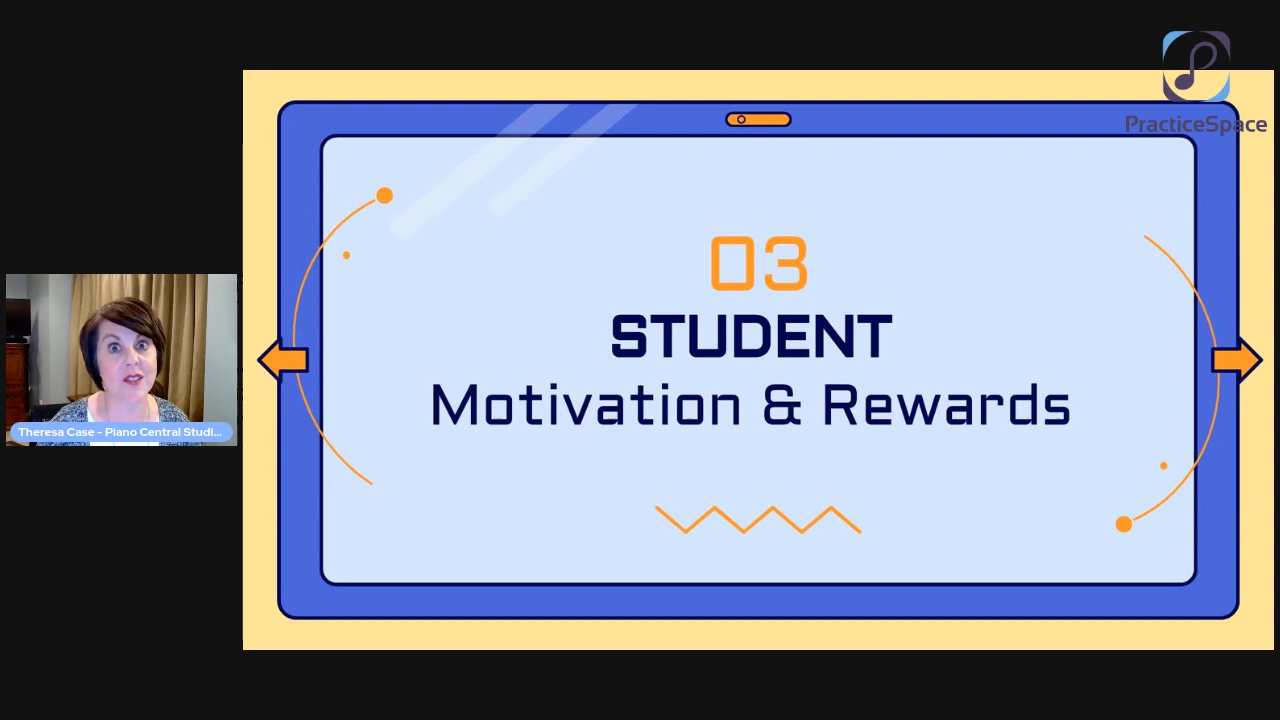 PracticeSpace
03
STUDENT
Motivation & Rewards
Theresa Case - Piano Central Studi...